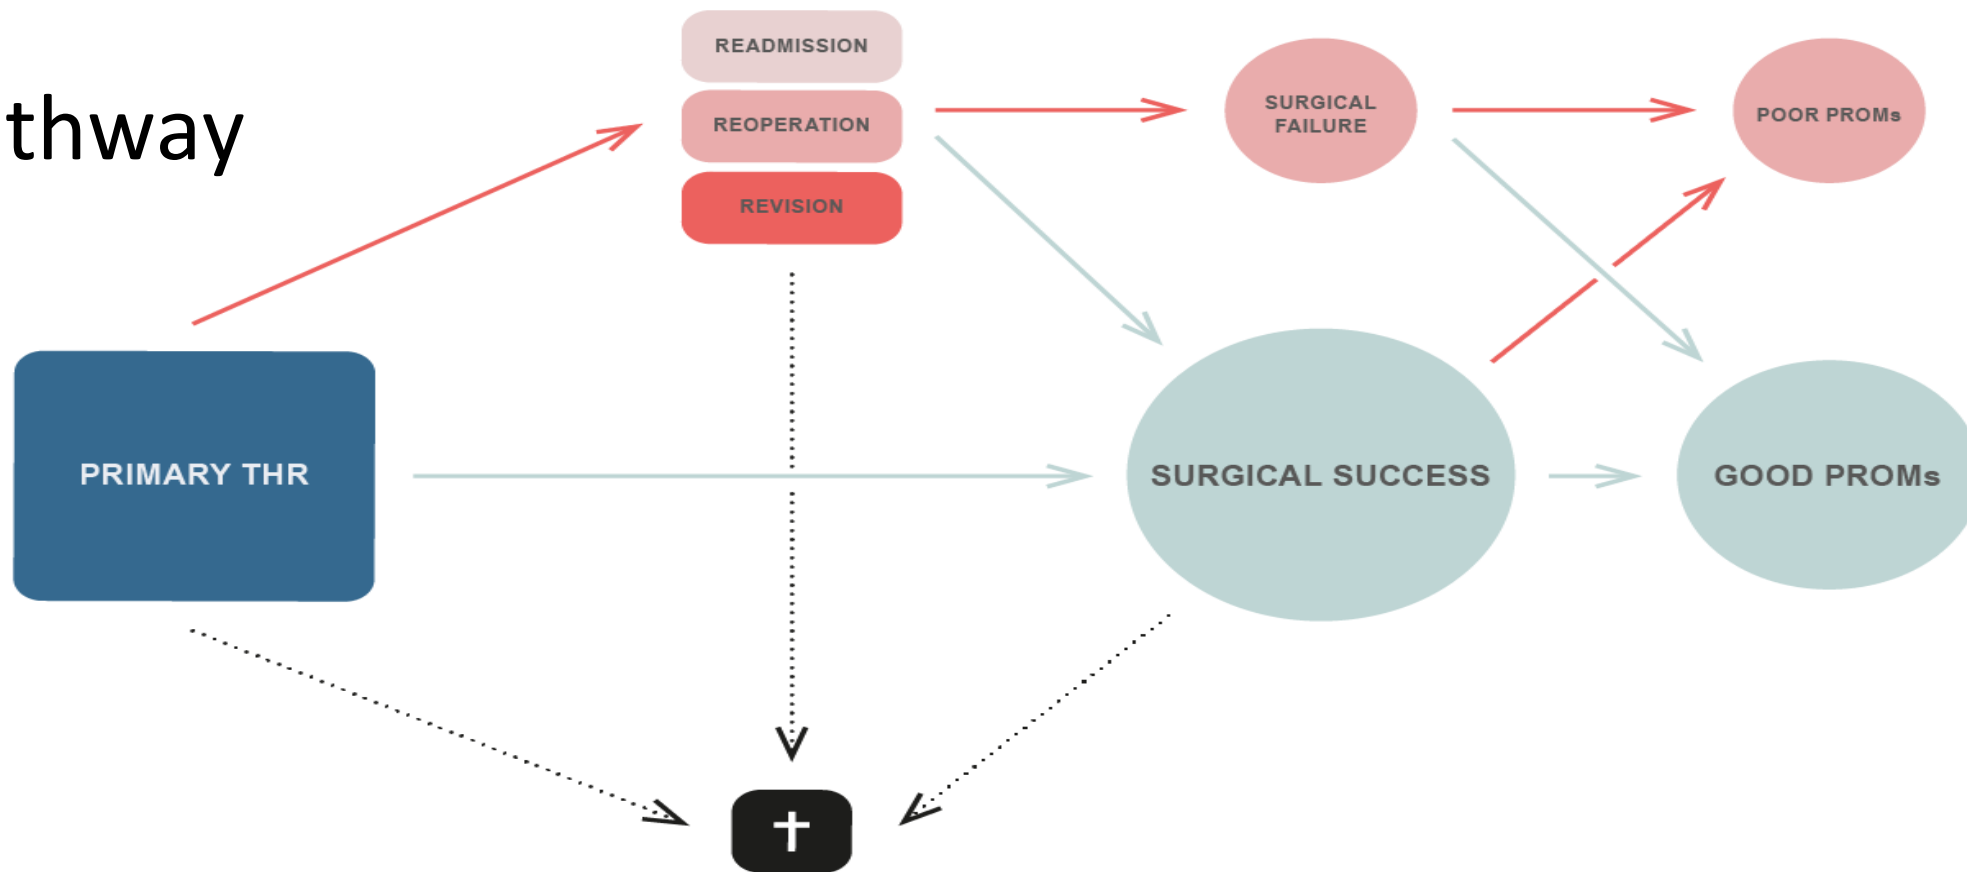 thway
READMISSION
REOPERATION
REVISION
SURGICAL
FAILURE
POOR PROMs
PRIMARY THR
SURGICAL SUCCESS
GOOD PROMs